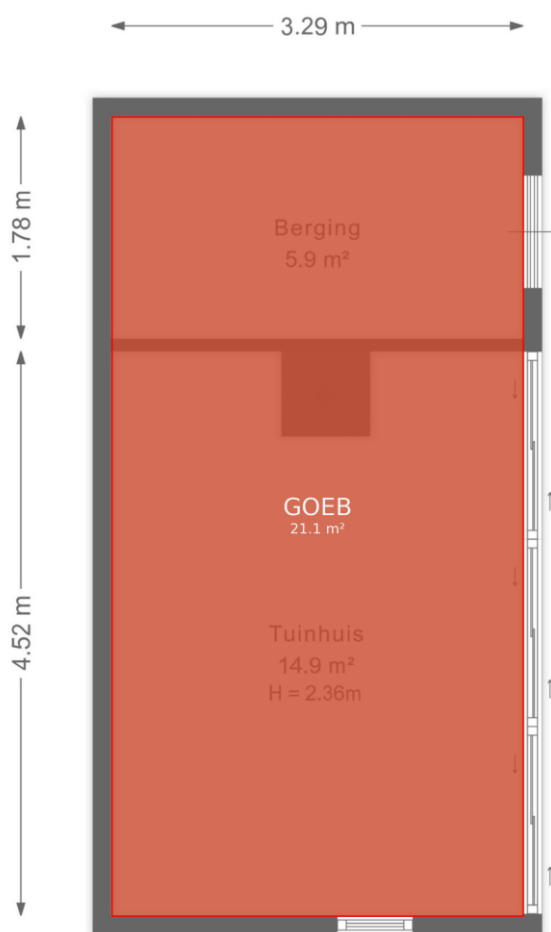 3.29 m
1.78 m
Berging
5.9 m²
GOEB
21.1 m²
4.52 m
Tuinhuis
14.9 m²
H = 2.36m